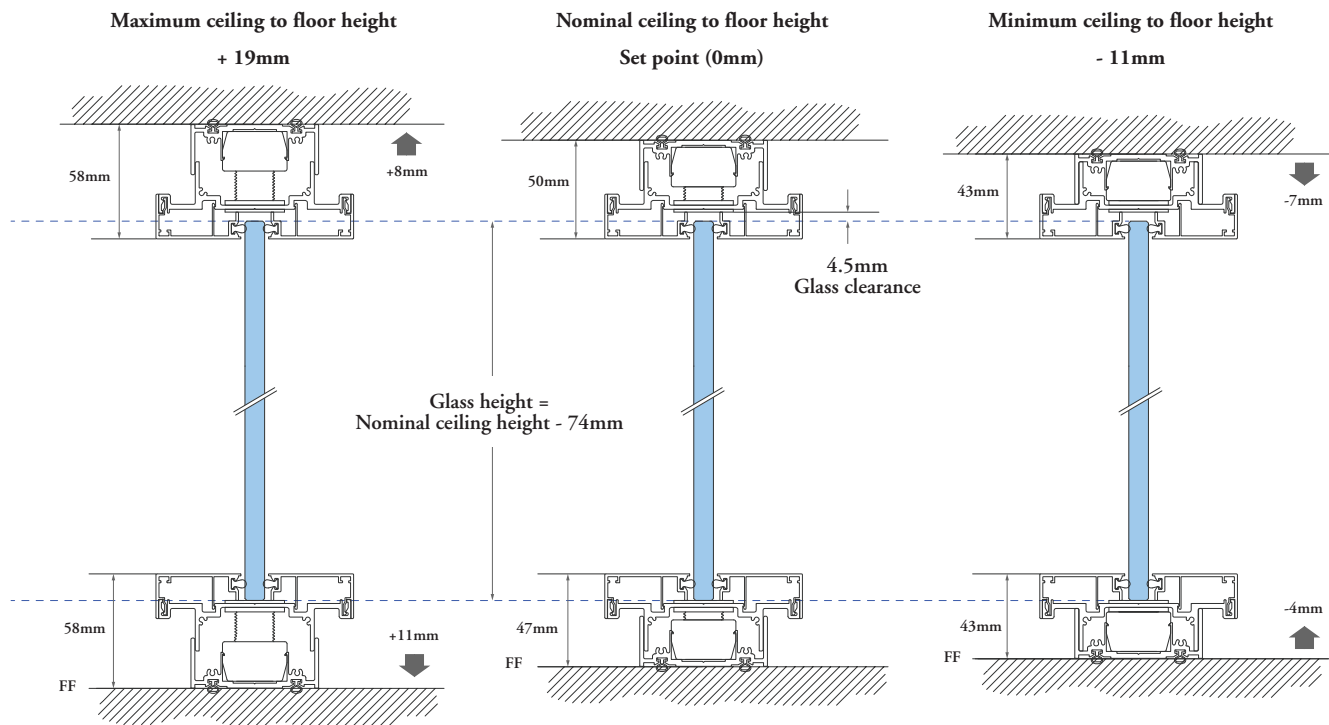 Maximum ceiling to floor height
+ 19mm
Nominal ceiling to floor height
Set point (0mm)
Minimum ceiling to floor height
- 11mm
58mm
+8mm
50mm
43mm
-7mm
4.5mm
Glass clearance
Glass height =
Nominal ceiling height - 74mm
58mm
+11mm
FF
47mm
FF
43mm
-4mm
FF